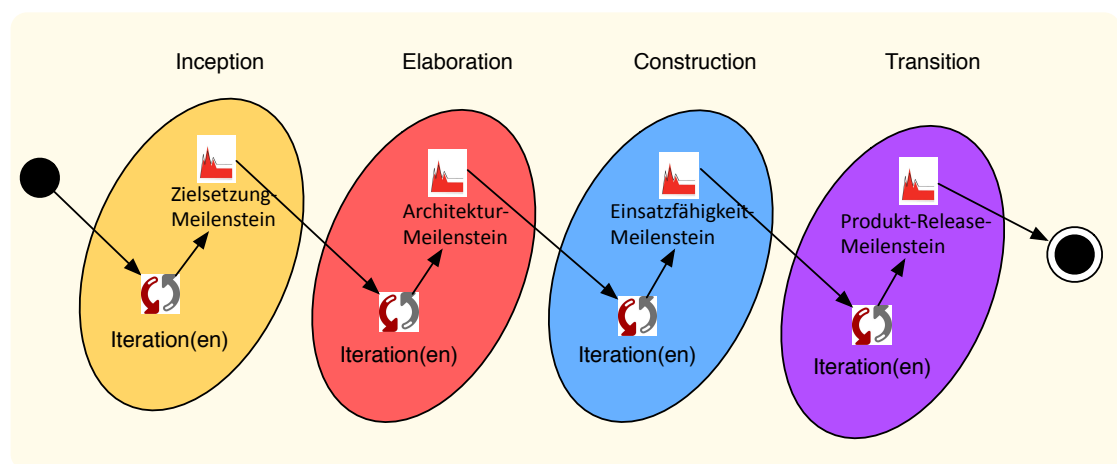 Inception
Elaboration
Construction
Transition
Zielsetzung-
Meilenstein
Iteration(en)
Architektur-
Meilenstein
Iteration(en)
Einsatzfähigkeit-
Meilenstein
Iteration(en)
Produkt-Release-
Meilenstein
Iteration(en)